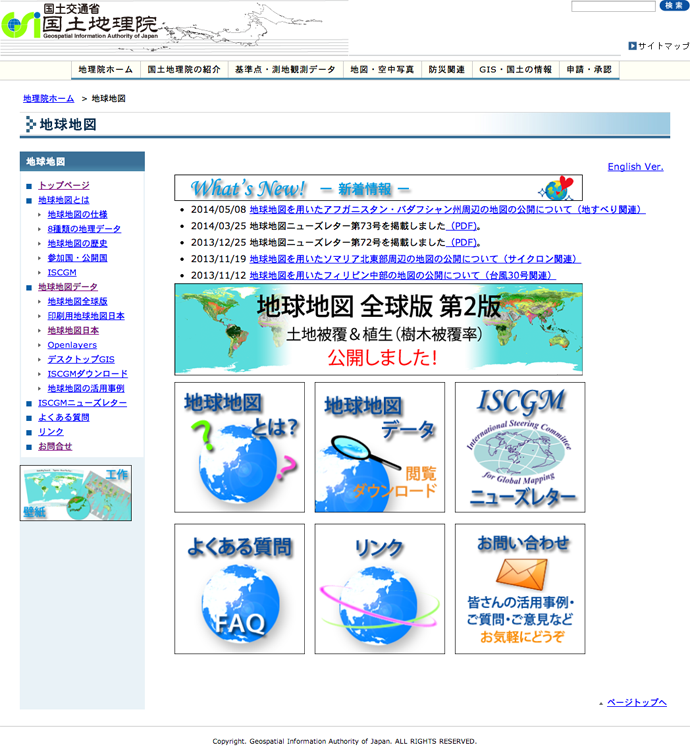 国土交通省
国土地理院
Geospatial Information Authority of Japan
検索
サイトマップ
地理院ホーム
国土地理院の紹介
基準点・測地観測データ
地図・空中写真
防災関連
GIS・国土の情報
申請・承認
地理院ホーム > 地球地図
地球地図
地球地図
トップページ
地球地図とは
地球地図の仕様
8種類の地理データ
地球地図の歴史
参加国・公開国
ISCGM
地球地図データ
地球地図全球版
印刷用地球地図日本
地球地図日本
Openlayers
デスクトップGIS
ISCGMダウンロード
地球地図の活用事例
ISCGMニューズレター
よくある質問
リンク
お問合せ
工作
壁紙
English Ver.
What's New! － 新着情報 －
2014/05/08 地球地図を用いたアフガニスタン・バダフシャン州周辺の地図の公開について（地すべり関連）
2014/03/25 地球地図ニューズレター第73号を掲載しました（PDF)。
2013/12/25 地球地図ニューズレター第72号を掲載しました（PDF)。
2013/11/19 地球地図を用いたソマリア北東部周辺の地図の公開について（サイクロン関連）
2013/11/12 地球地図を用いたフィリピン中部の地図の公開について（台風30号関連）
地球地図 全球版 第2版
土地被覆＆植生(樹木被覆率)
公開しました!
地球地図
とは?
地球地図
データ
閲覧
ダウンロード
ISCGM
International Steering Committee
for Global Mapping
ニューズレター
よくある質問
FAQ
リンク
お問い合わせ
皆さんの活用事例・
ご質問・ご意見など
お気軽にどうぞ
ページトップへ
Copyright. Geospatial Information Authority of Japan. ALL RIGHTS RESERVED.